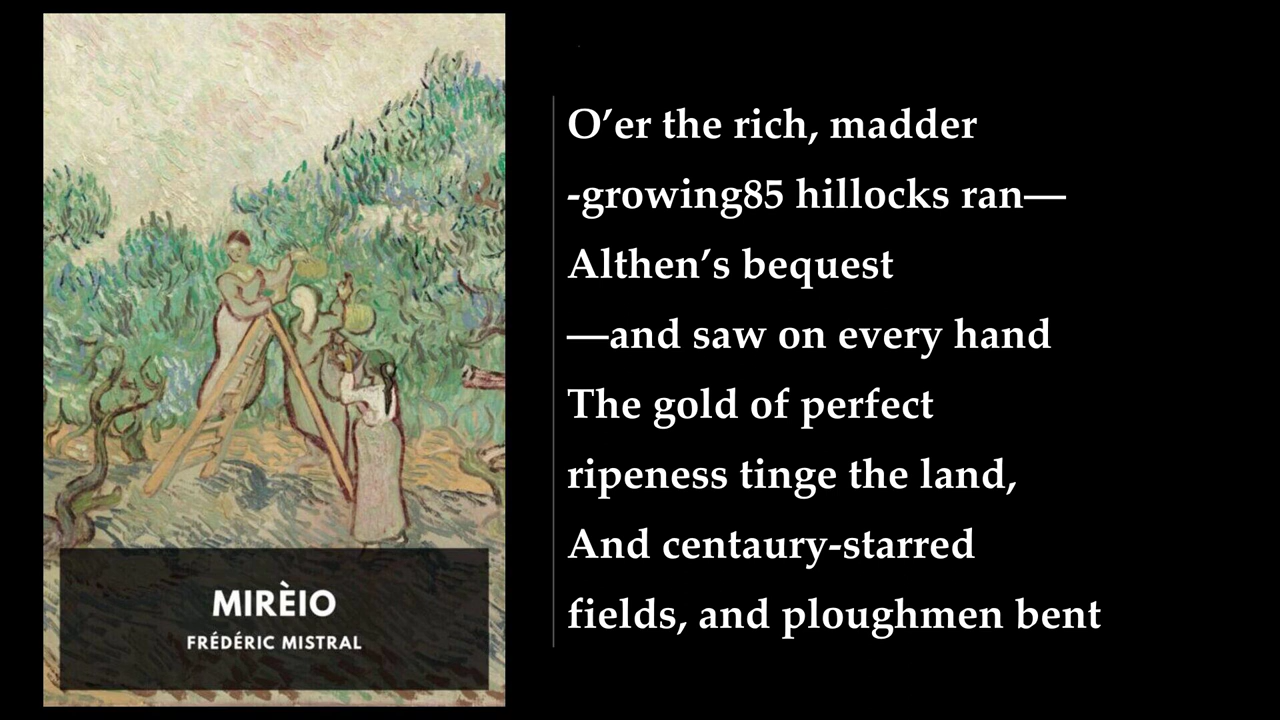 MIRÈIO
FRÉDÉRIC MISTRAL
O’er the rich, madder
-growing85 hillocks ran—
Althen’s bequest
—and saw on every hand
The gold of perfect
ripeness tinge the land,
And centaury-starred
fields, and ploughmen bent